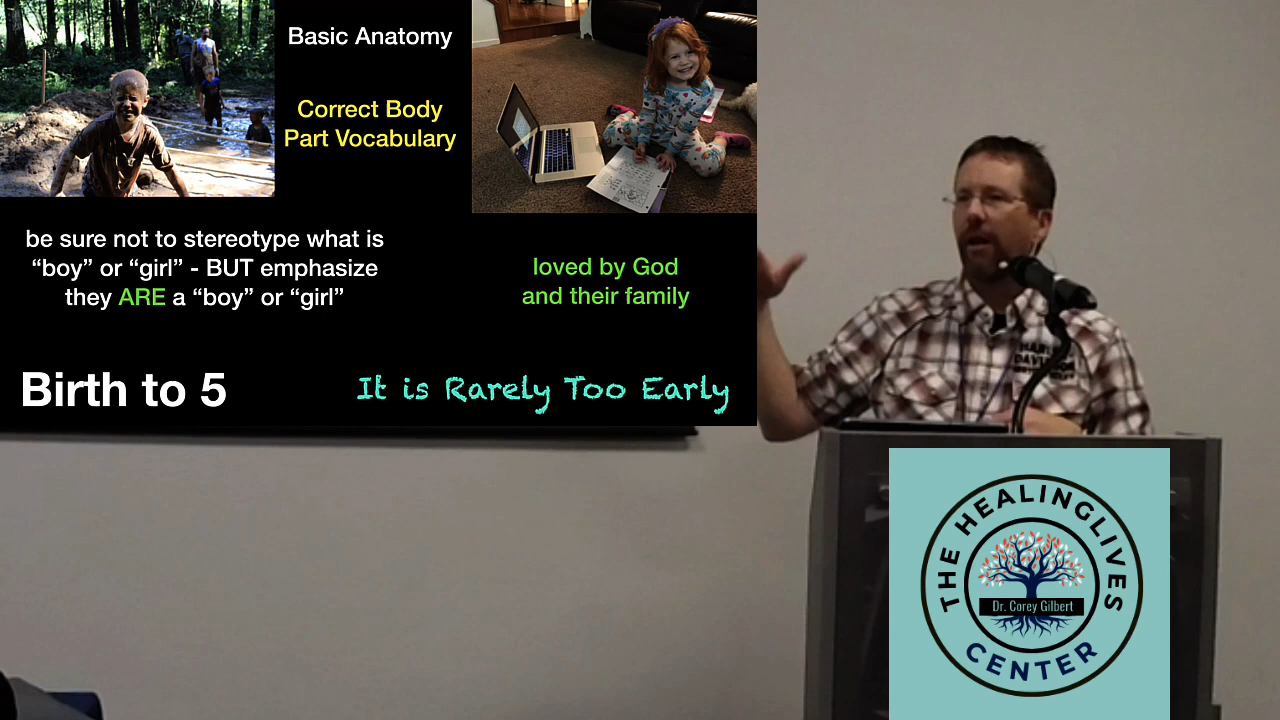 Basic Anatomy
Correct Body
Part Vocabulary
be sure not to stereotype what is
“boy” or “girl” - BUT emphasize
they ARE a “boy” or “girl”
loved by God
and their family
Birth to 5
It is Rarely Too Early
HARLEY
DAVIDSON
THE HEALINGLIVES
Dr. Corey Gilbert
CENTER